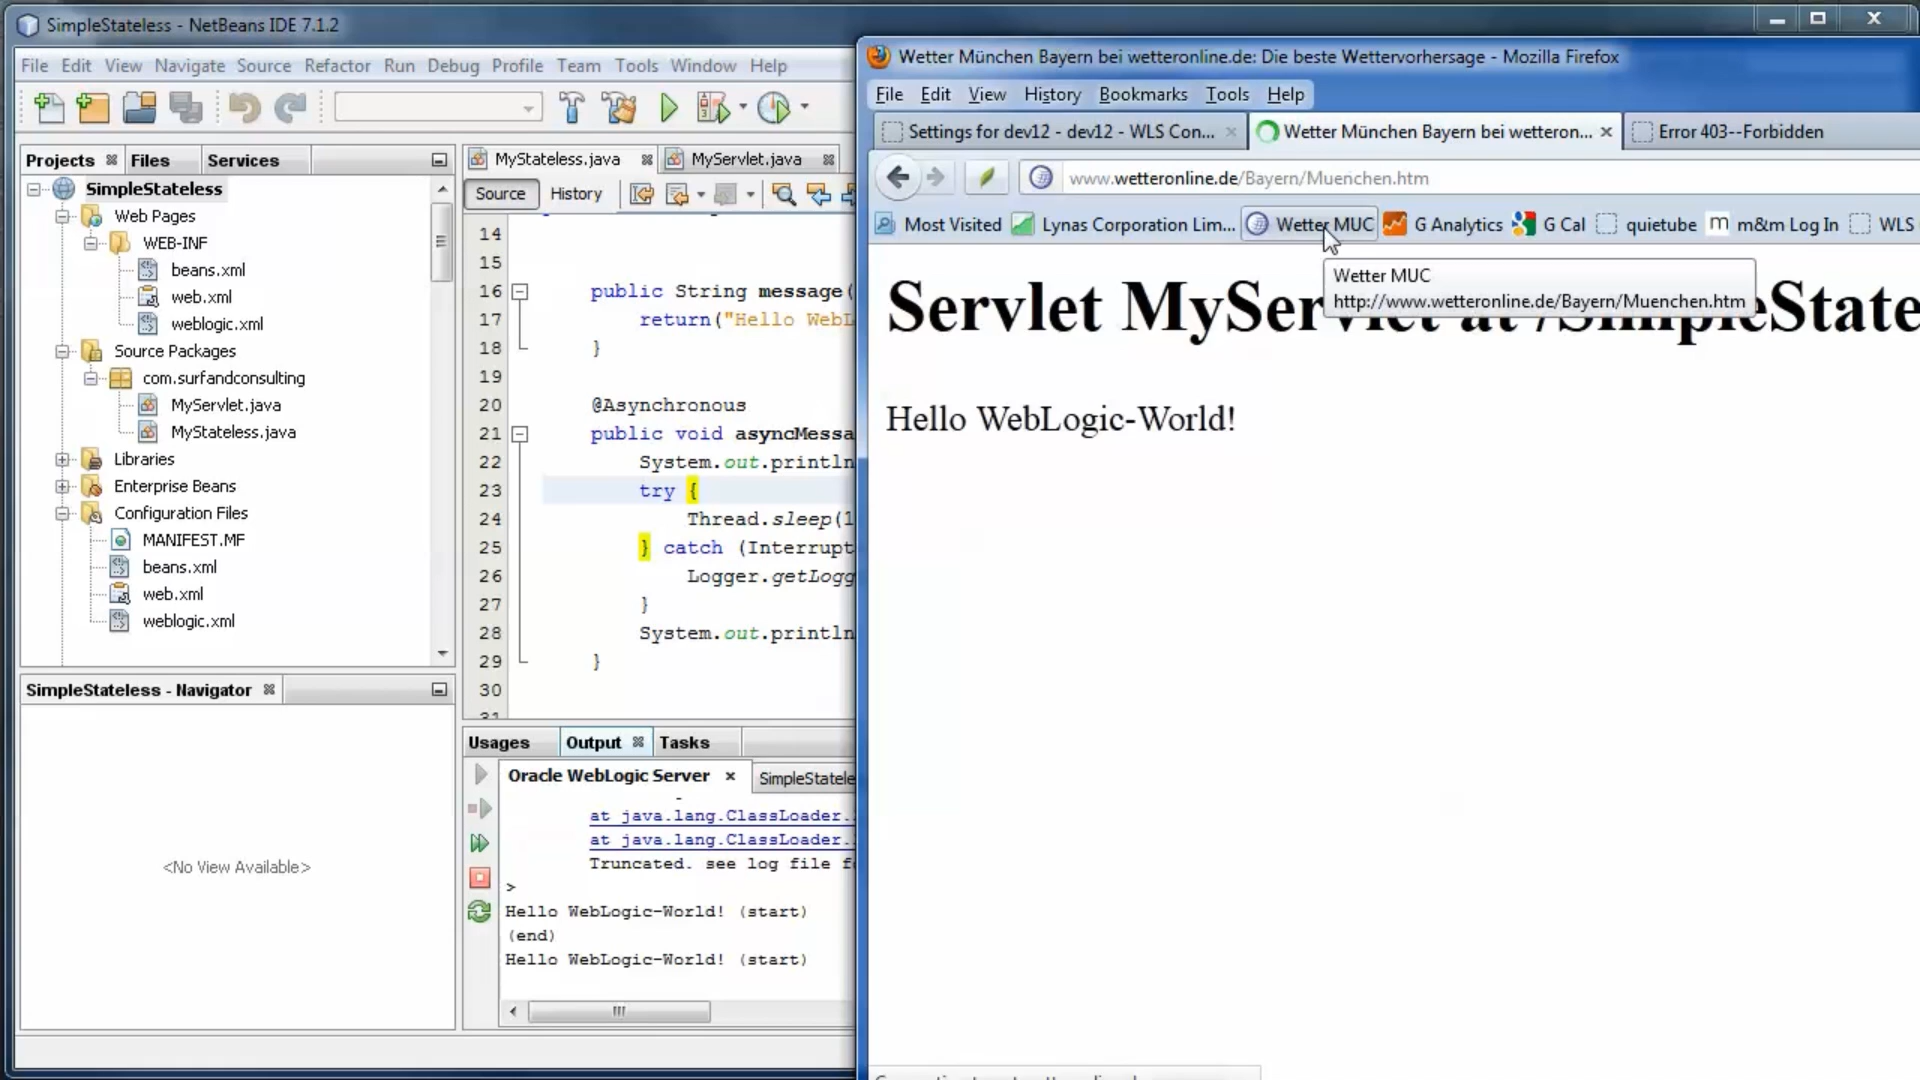 SimpleStateless - NetBeans IDE 7.1.2
File Edit View Navigate Source Refactor Run Debug Profile Team Tools Window Help
Projects Files Services
SimpleStateless
Web Pages
WEB-INF
beans.xml
web.xml
weblogic.xml
Source Packages
com.surfandconsulting
MyServlet.java
MyStateless.java
Libraries
Enterprise Beans
Configuration Files
MANIFEST.MF
beans.xml
web.xml
weblogic.xml
SimpleStateless - Navigator
<No View Available>
MyStateless.java MyServlet.java
Source History
14
15
16 public String message(
17 return("Hello WebL
18 }
19
20 @Asynchronous
21 public void asyncMessa
22 System.out.println
23 try {
24 Thread.sleep(1
25 } catch (Interrupt
26 Logger.getLogg
27 }
28 System.out.println
29 }
30
31
Usages Output Tasks
Oracle WebLogic Server SimpleStatele
at java.lang.ClassLoader.
at java.lang.ClassLoader.
Truncated. see log file f
>
Hello WebLogic-World! (start)
(end)
Hello WebLogic-World! (start)
Wetter München Bayern bei wetteronline.de: Die beste Wettervorhersage - Mozilla Firefox
File Edit View History Bookmarks Tools Help
Settings for dev12 - dev12 - WLS Con... Wetter München Bayern bei wetteron... Error 403--Forbidden
www.wetteronline.de/Bayern/Muenchen.htm
Most Visited Lynas Corporation Lim... Wetter MUC G Analytics G Cal quietube m&m Log In WLS
Wetter MUC
http://www.wetteronline.de/Bayern/Muenchen.htm
Servlet MyServlet at /SimpleState
Hello WebLogic-World!